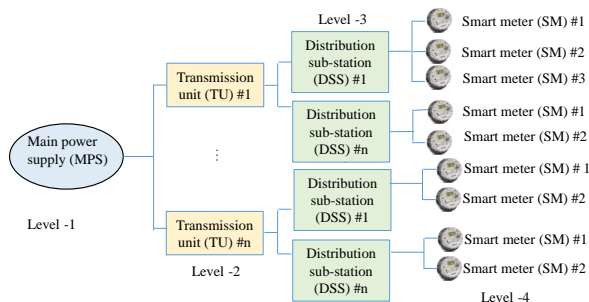 Level -3
Smart meter (SM) #1
Smart meter (SM) #2
Smart meter (SM) #3
Distribution
sub-station
(DSS) #1
Transmission
unit (TU) #1
Smart meter (SM) #1
Smart meter (SM) #2
Distribution
sub-station
(DSS) #n
Main power
supply (MPS)
⋮
Smart meter (SM) # 1
Smart meter (SM) #2
Distribution
sub-station
(DSS) #1
Level -1
Transmission
unit (TU) #n
Smart meter (SM) #1
Smart meter (SM) #2
Distribution
sub-station
(DSS) #n
Level -2
Level -4